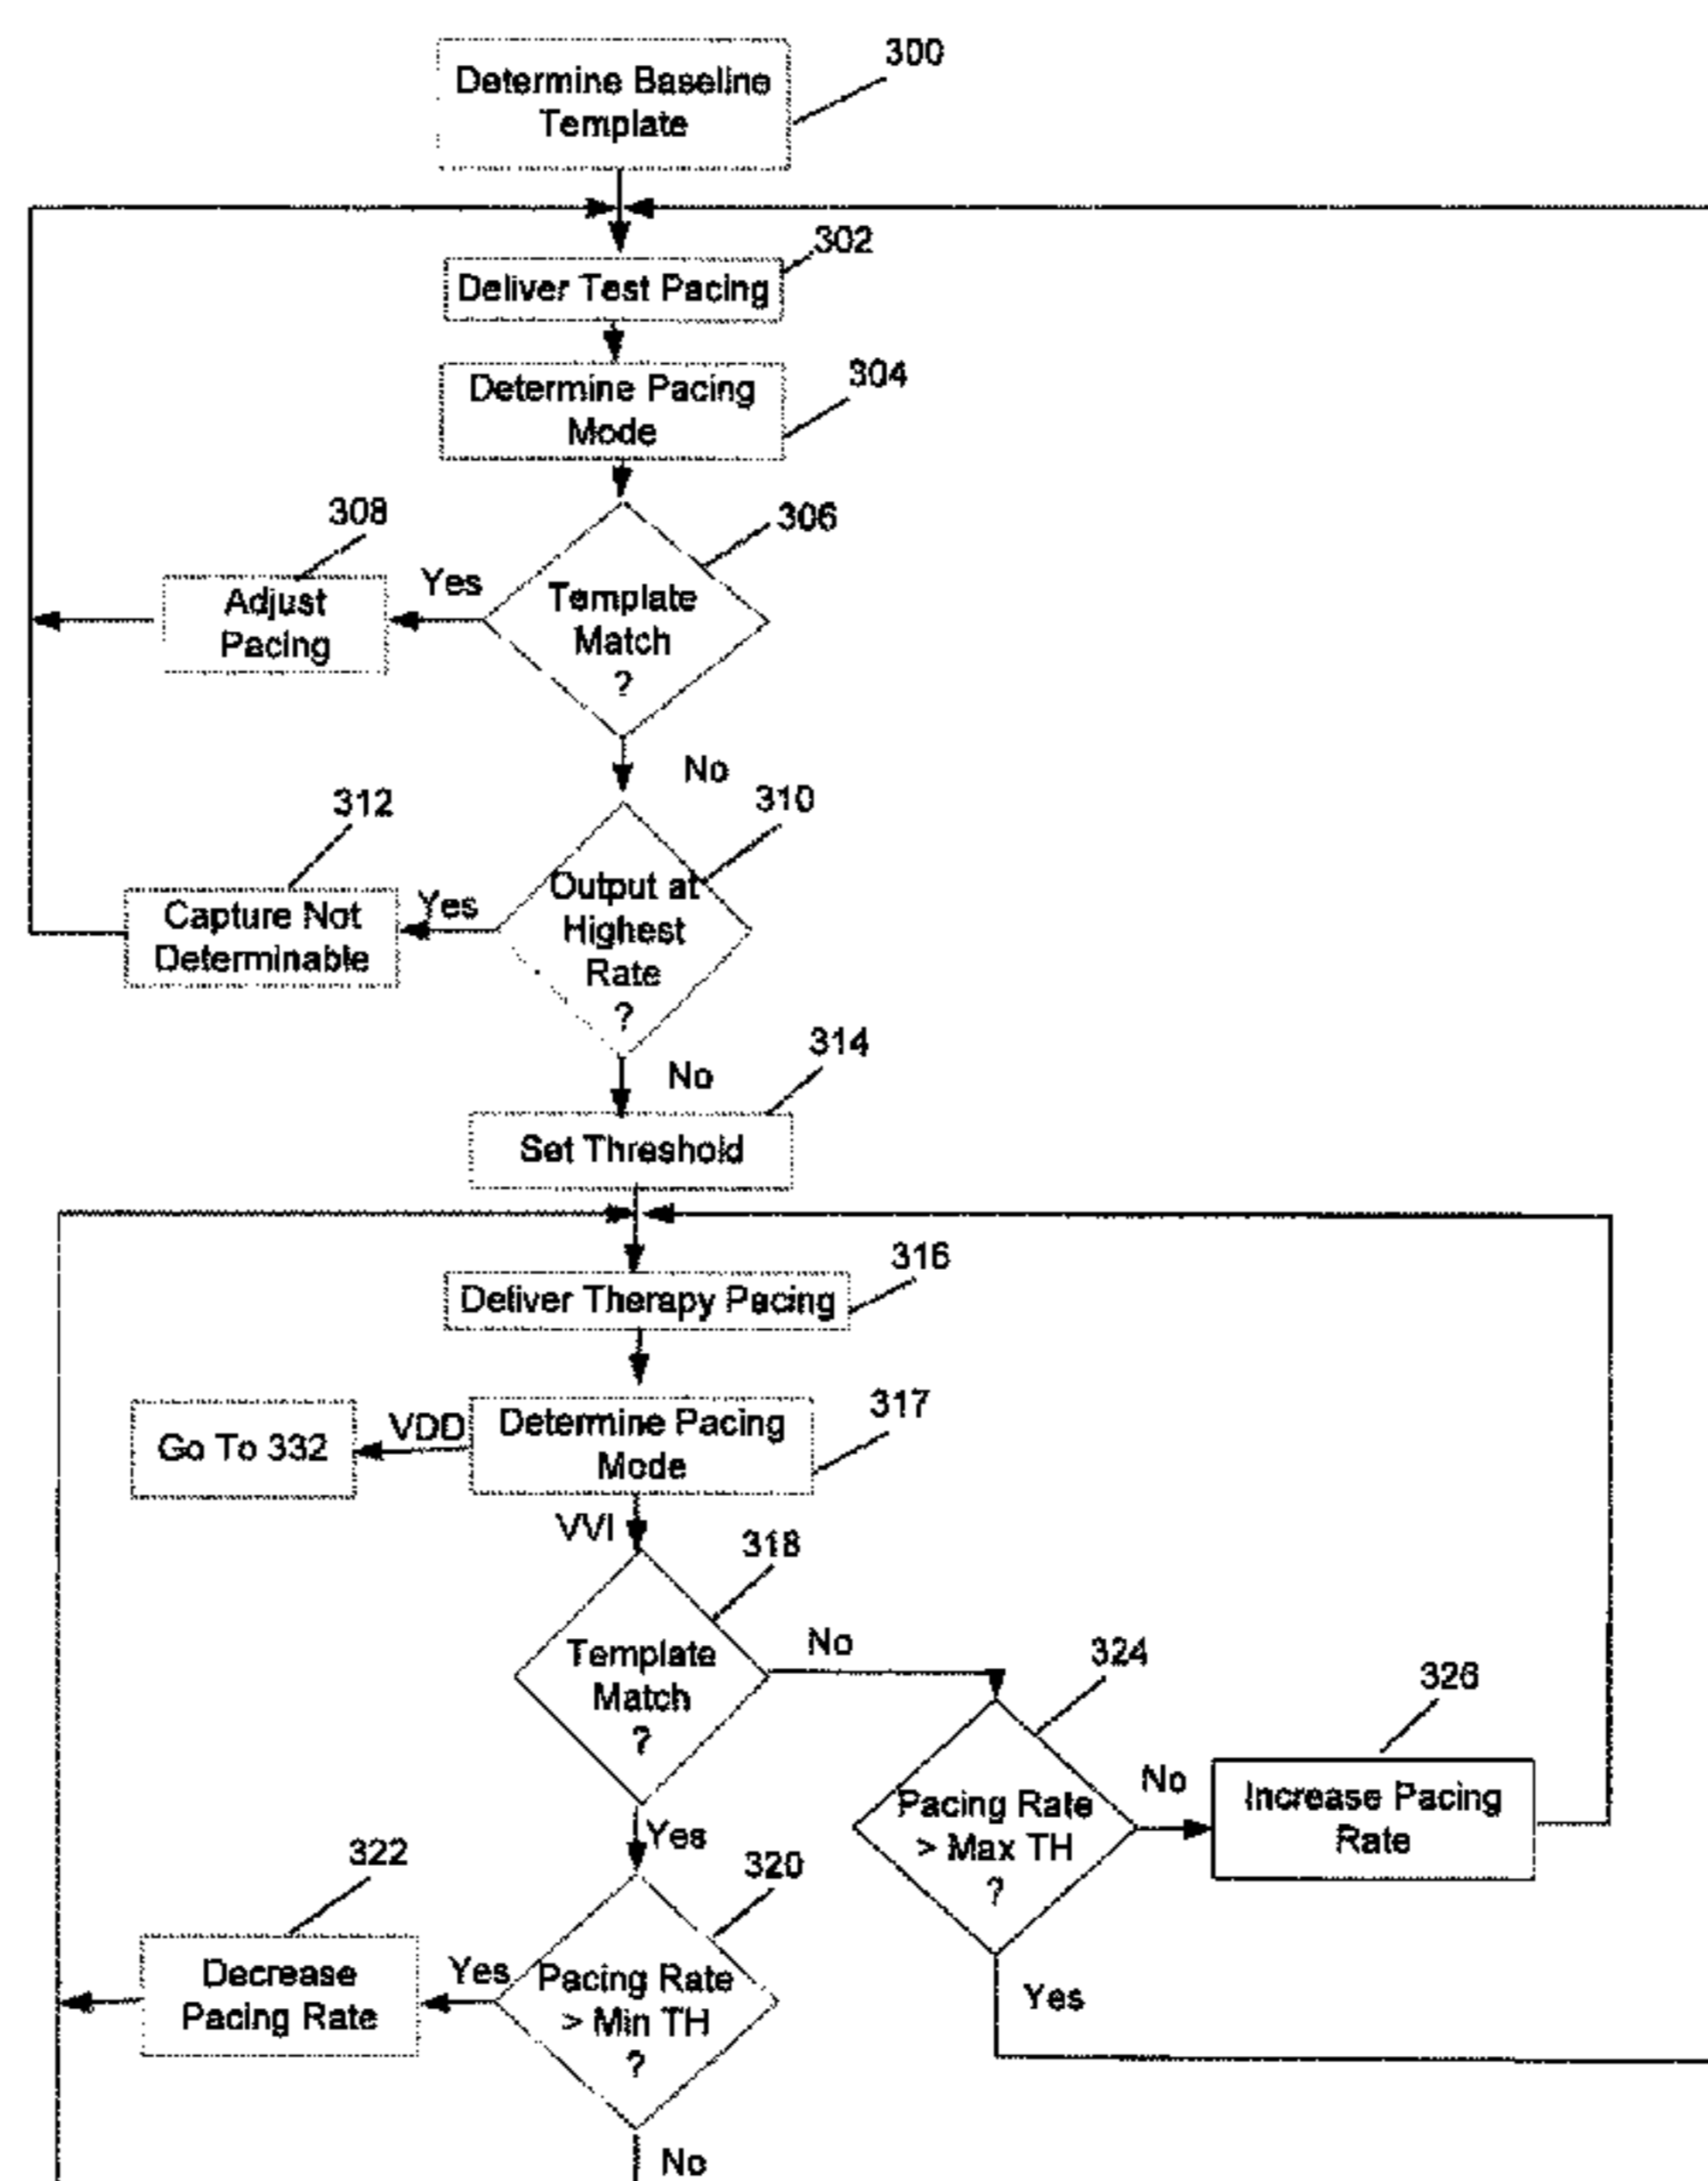 300
Determine Baseline
Template
302
Deliver Test Pacing
304
Determine Pacing
Mode
306
308
Yes
Template
Match
?
Adjust
Pacing
No
310
312
Yes
Output at
Highest
Rate
?
Capture Not
Determinable
314
No
Set Threshold
316
Deliver Therapy Pacing
317
VDD
Determine Pacing
Mode
Go To 332
VVI
318
Template
Match
?
No
324
326
Pacing Rate
> Max TH
?
No
Increase Pacing
Rate
Yes
322
320
Decrease
Pacing Rate
Yes
Pacing Rate
> Min TH
?
Yes
No